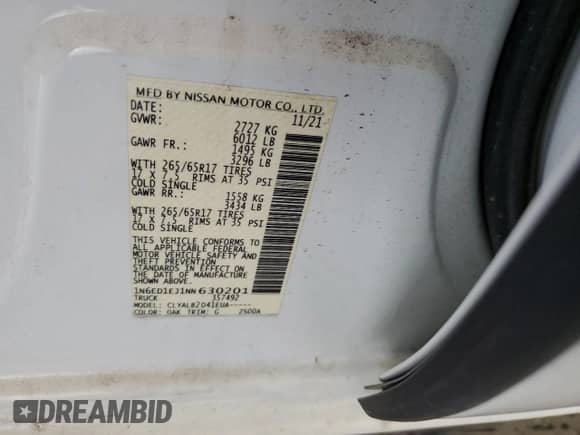 MFD BY NISSAN MOTOR CO., LTD.
DATE: 11/21
GVWR: 2727 KG
6012 LB
GAWR FR.: 1495 KG
3296 LB
WITH 265/65R17 TIRES
17 X 7.5 RIMS AT 35 PSI
COLD SINGLE
GAWR RR.: 1558 KG
3434 LB
WITH 265/65R17 TIRES
17 X 7.5 RIMS AT 35 PSI
COLD SINGLE
THIS VEHICLE CONFORMS TO
ALL APPLICABLE FEDERAL
MOTOR VEHICLE SAFETY AND
STANDARDS IN EFFECT ON
THE DATE OF MANUFACTURE
SHOWN ABOVE.
1N6ED1EJ1NN630201
TRUCK 357492
MODEL: CLYALB2D41EUA-----
COLOR: QAK TRIM: G 2500A
DREAMBID